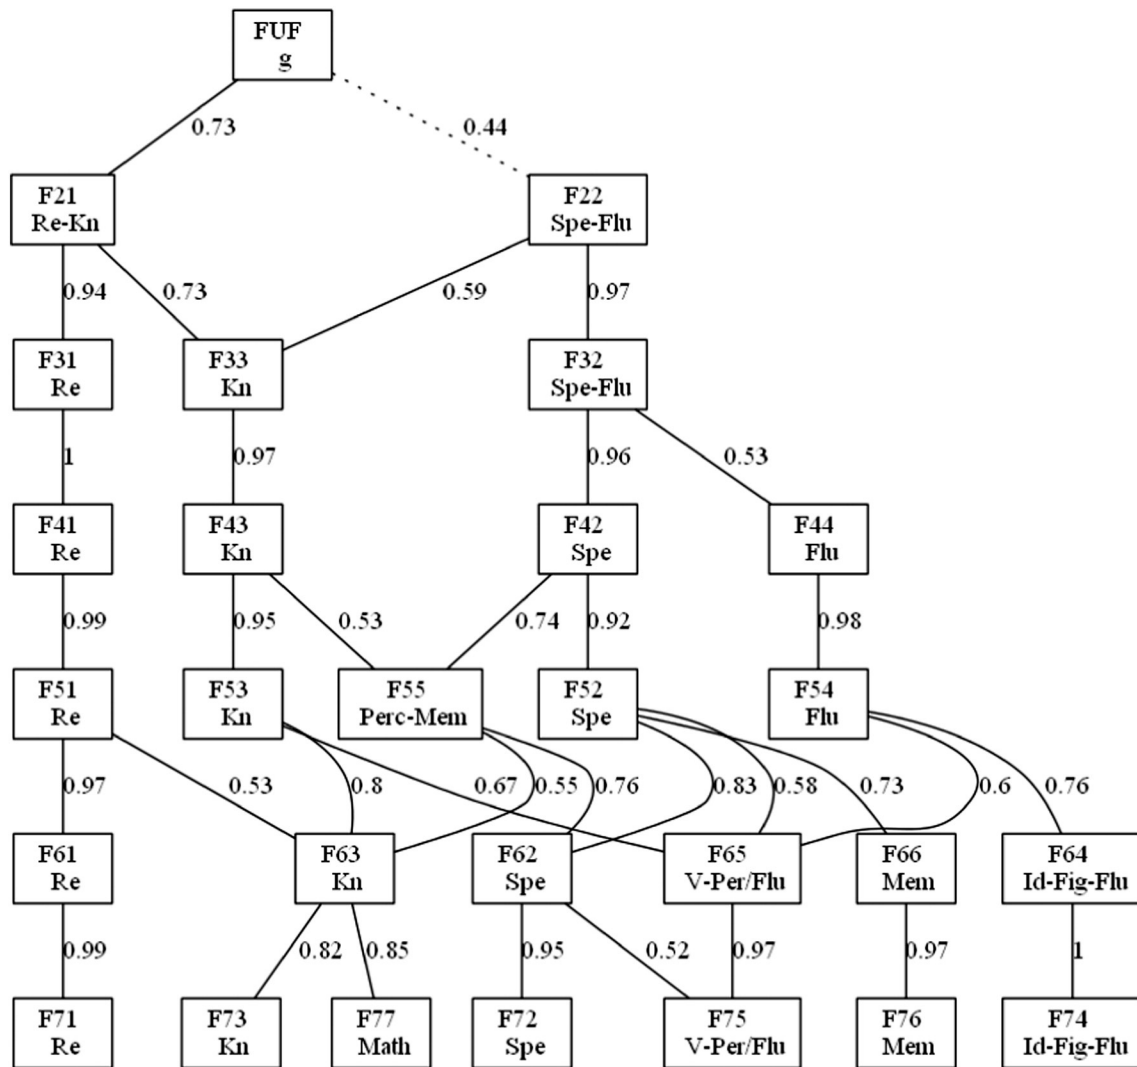 FUF
g
0.73
0.44
F21
Re-Kn
F22
Spe-Flu
0.94
0.73
0.59
0.97
F31
Re
F33
Kn
F32
Spe-Flu
1
0.97
0.96
0.53
F41
Re
F43
Kn
F42
Spe
F44
Flu
0.99
0.95
0.53
0.74
0.92
0.98
F51
Re
F53
Kn
F55
Perc-Mem
F52
Spe
F54
Flu
0.97
0.53
0.8
0.67
0.55
0.76
0.83
0.58
0.73
0.6
0.76
F61
Re
F63
Kn
F62
Spe
F65
V-Per/Flu
F66
Mem
F64
Id-Fig-Flu
0.99
0.82
0.85
0.95
0.52
0.97
0.97
1
F71
Re
F73
Kn
F77
Math
F72
Spe
F75
V-Per/Flu
F76
Mem
F74
Id-Fig-Flu